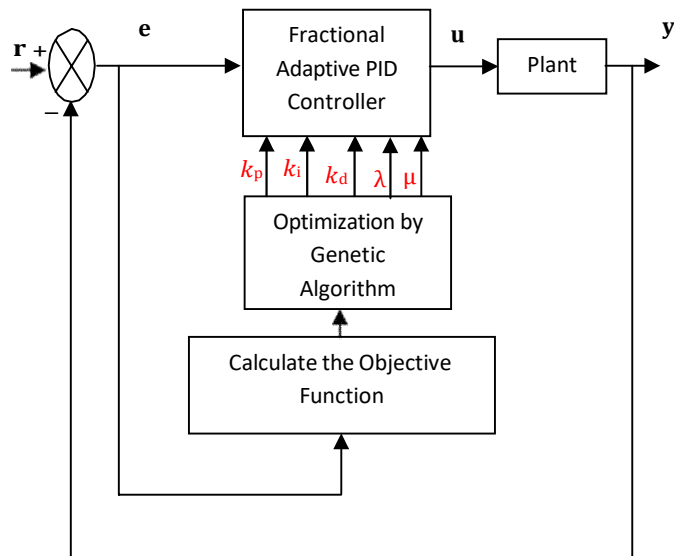 r + e
Fractional
Adaptive PID
Controller
u
Plant
y
−
kp ki kd λ μ
Optimization by
Genetic
Algorithm
Calculate the Objective
Function